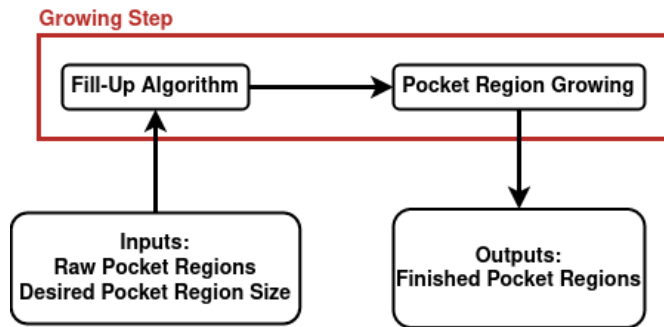 Growing Step
Fill-Up Algorithm
Pocket Region Growing
Inputs:
Raw Pocket Regions
Desired Pocket Region Size
Outputs:
Finished Pocket Regions